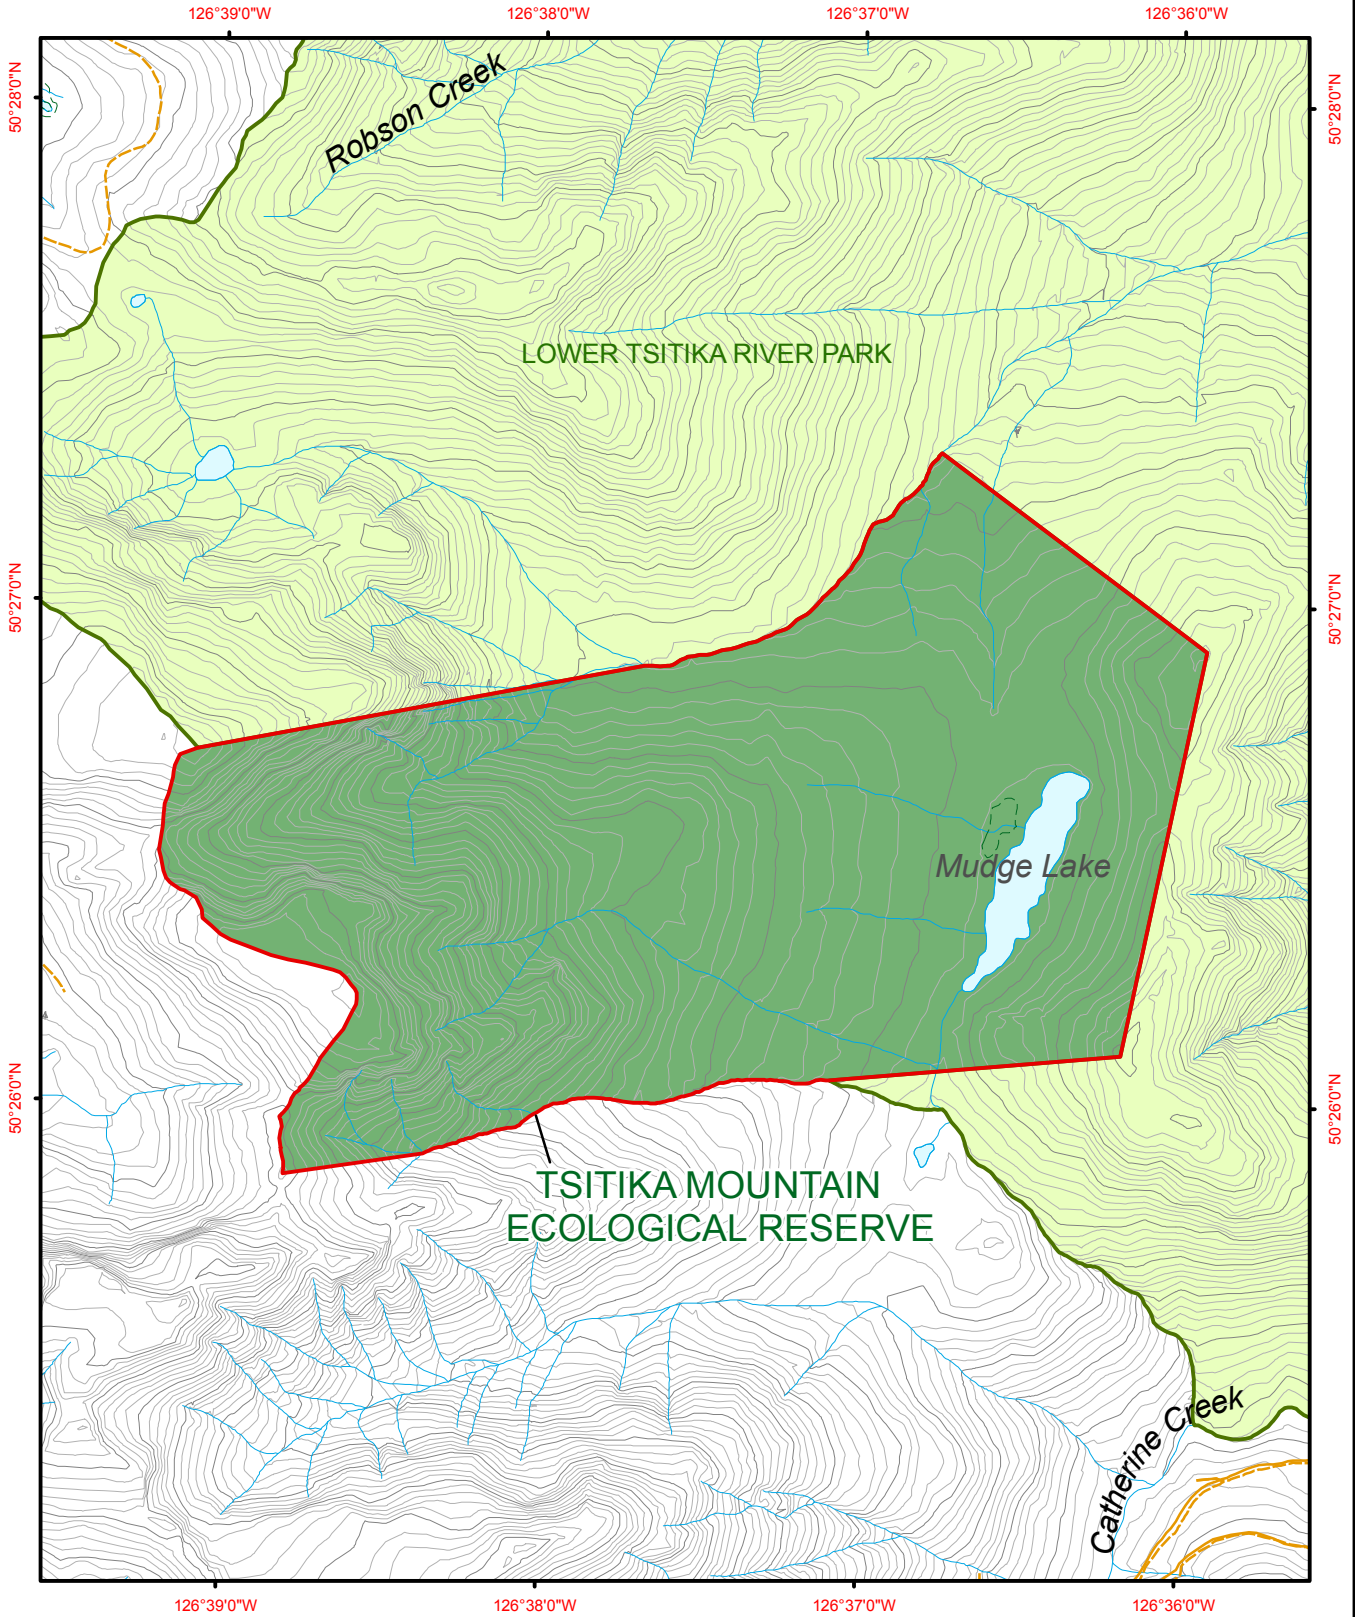 126°39'0"W
126°38'0"W
126°37'0"W
126°36'0"W
50°28'0"N
50°28'0"N
Robson Creek
LOWER TSITIKA RIVER PARK
50°27'0"N
50°27'0"N
Mudge Lake
50°26'0"N
50°26'0"N
TSITIKA MOUNTAIN
ECOLOGICAL RESERVE
Catherine Creek
126°39'0"W
126°38'0"W
126°37'0"W
126°36'0"W